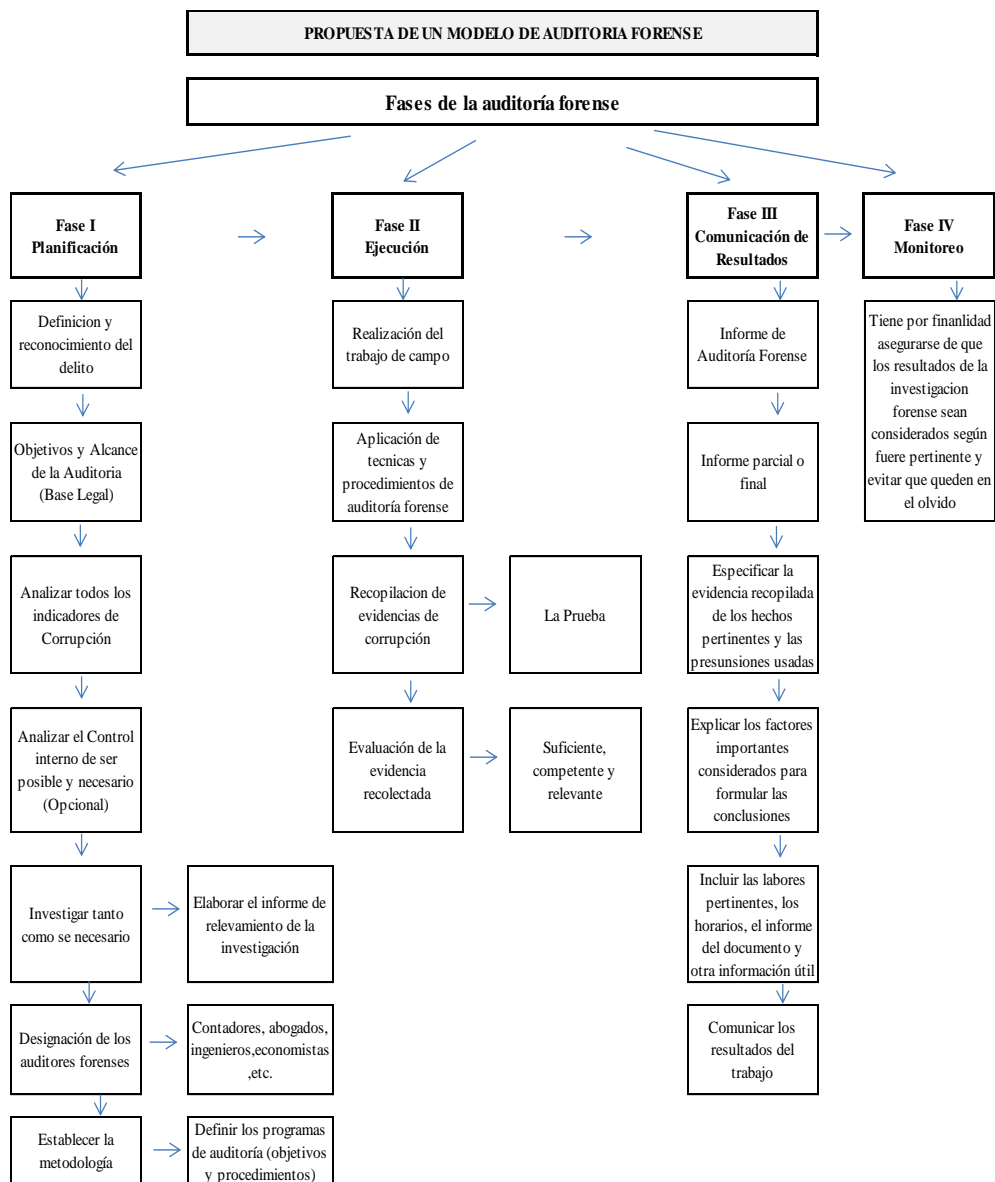 PROPUESTA DE UN MODELO DE AUDITORIA FORENSE
Fases de la auditoría forense
Fase I
Planificación
Definicion y
reconocimiento del
delito
Objetivos y Alcance
de la Auditoria
(Base Legal)
Analizar todos los
indicadores de
Corrupción
Analizar el Control
interno de ser
posible y necesario
(Opcional)
Investigar tanto
como se necesario
Elaborar el informe de
relevamiento de la
investigación
Designación de los
auditores forenses
Contadores, abogados,
ingenieros,economistas
,etc.
Establecer la
metodología
Definir los programas
de auditoría (objetivos
y procedimientos)
Fase II
Ejecución
Realización del
trabajo de campo
Aplicación de
tecnicas y
procedimientos de
auditoría forense
Recopilacion de
evidencias de
corrupción
La Prueba
Evaluación de la
evidencia
recolectada
Suficiente,
competente y
relevante
Fase III
Comunicación de
Resultados
Informe de
Auditoría Forense
Informe parcial o
final
Especificar la
evidencia recopilada
de los hechos
pertinentes y las
presunsiones usadas
Explicar los factores
importantes
considerados para
formular las
conclusiones
Incluir las labores
pertinentes, los
horarios, el informe
del documento y
otra información útil
Comunicar los
resultados del
trabajo
Fase IV
Monitoreo
Tiene por finanlidad
asegurarse de que
los resultados de la
investigacion
forense sean
considerados según
fuere pertinente y
evitar que queden en
el olvido